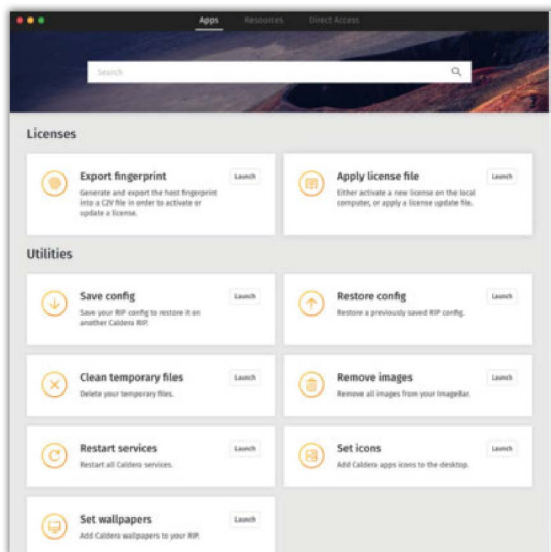 Apps Resources Direct Access
Search
Licenses
Export fingerprint Launch
Generate and export the host fingerprint
into a C2V file in order to activate or
update a license.
Apply license file Launch
Either activate a new license on the local
computer, or apply a license update file.
Utilities
Save config Launch
Save your RIP config to restore it on
another Caldera RIP.
Restore config Launch
Restore a previously saved RIP config.
Clean temporary files Launch
Delete your temporary files.
Remove images Launch
Remove all images from your ImageBar.
Restart services Launch
Restart all Caldera services.
Set icons Launch
Add Caldera apps icons to the desktop.
Set wallpapers Launch
Add Caldera wallpapers to your RIP.